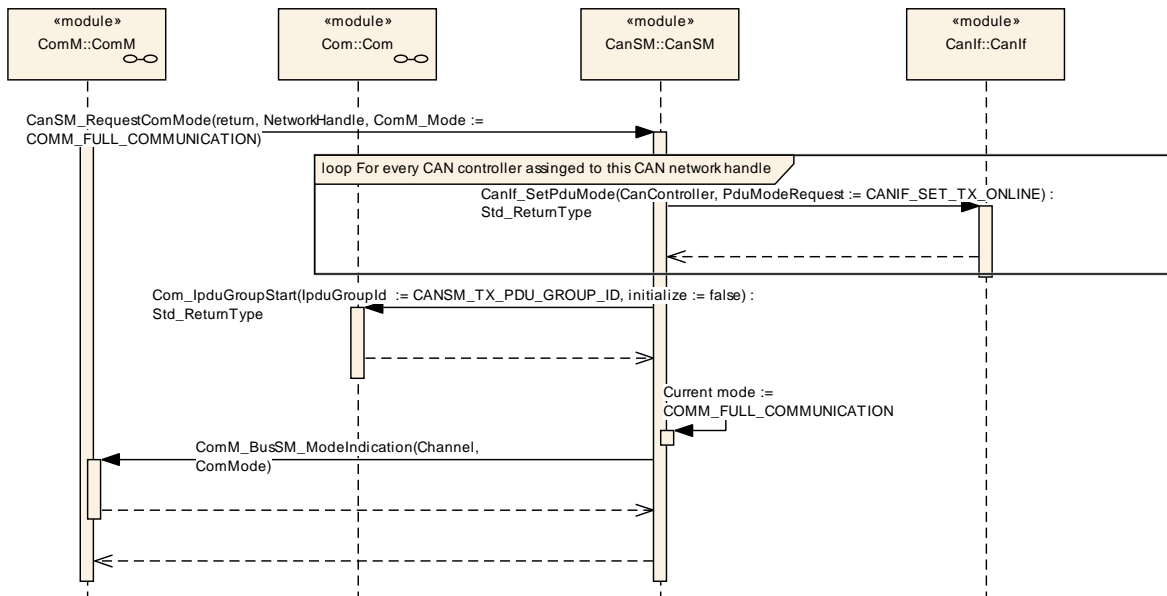 «module»
ComM::ComM
«module»
Com::Com
«module»
CanSM::CanSM
«module»
CanIf::CanIf
CanSM_RequestComMode(return, NetworkHandle, ComM_Mode :=
COMM_FULL_COMMUNICATION)
loop For every CAN controller assinged to this CAN network handle
CanIf_SetPduMode(CanController, PduModeRequest := CANIF_SET_TX_ONLINE) :
Std_ReturnType
Com_IpduGroupStart(IpduGroupId := CANSM_TX_PDU_GROUP_ID, initialize := false) :
Std_ReturnType
Current mode :=
COMM_FULL_COMMUNICATION
ComM_BusSM_ModeIndication(Channel,
ComMode)